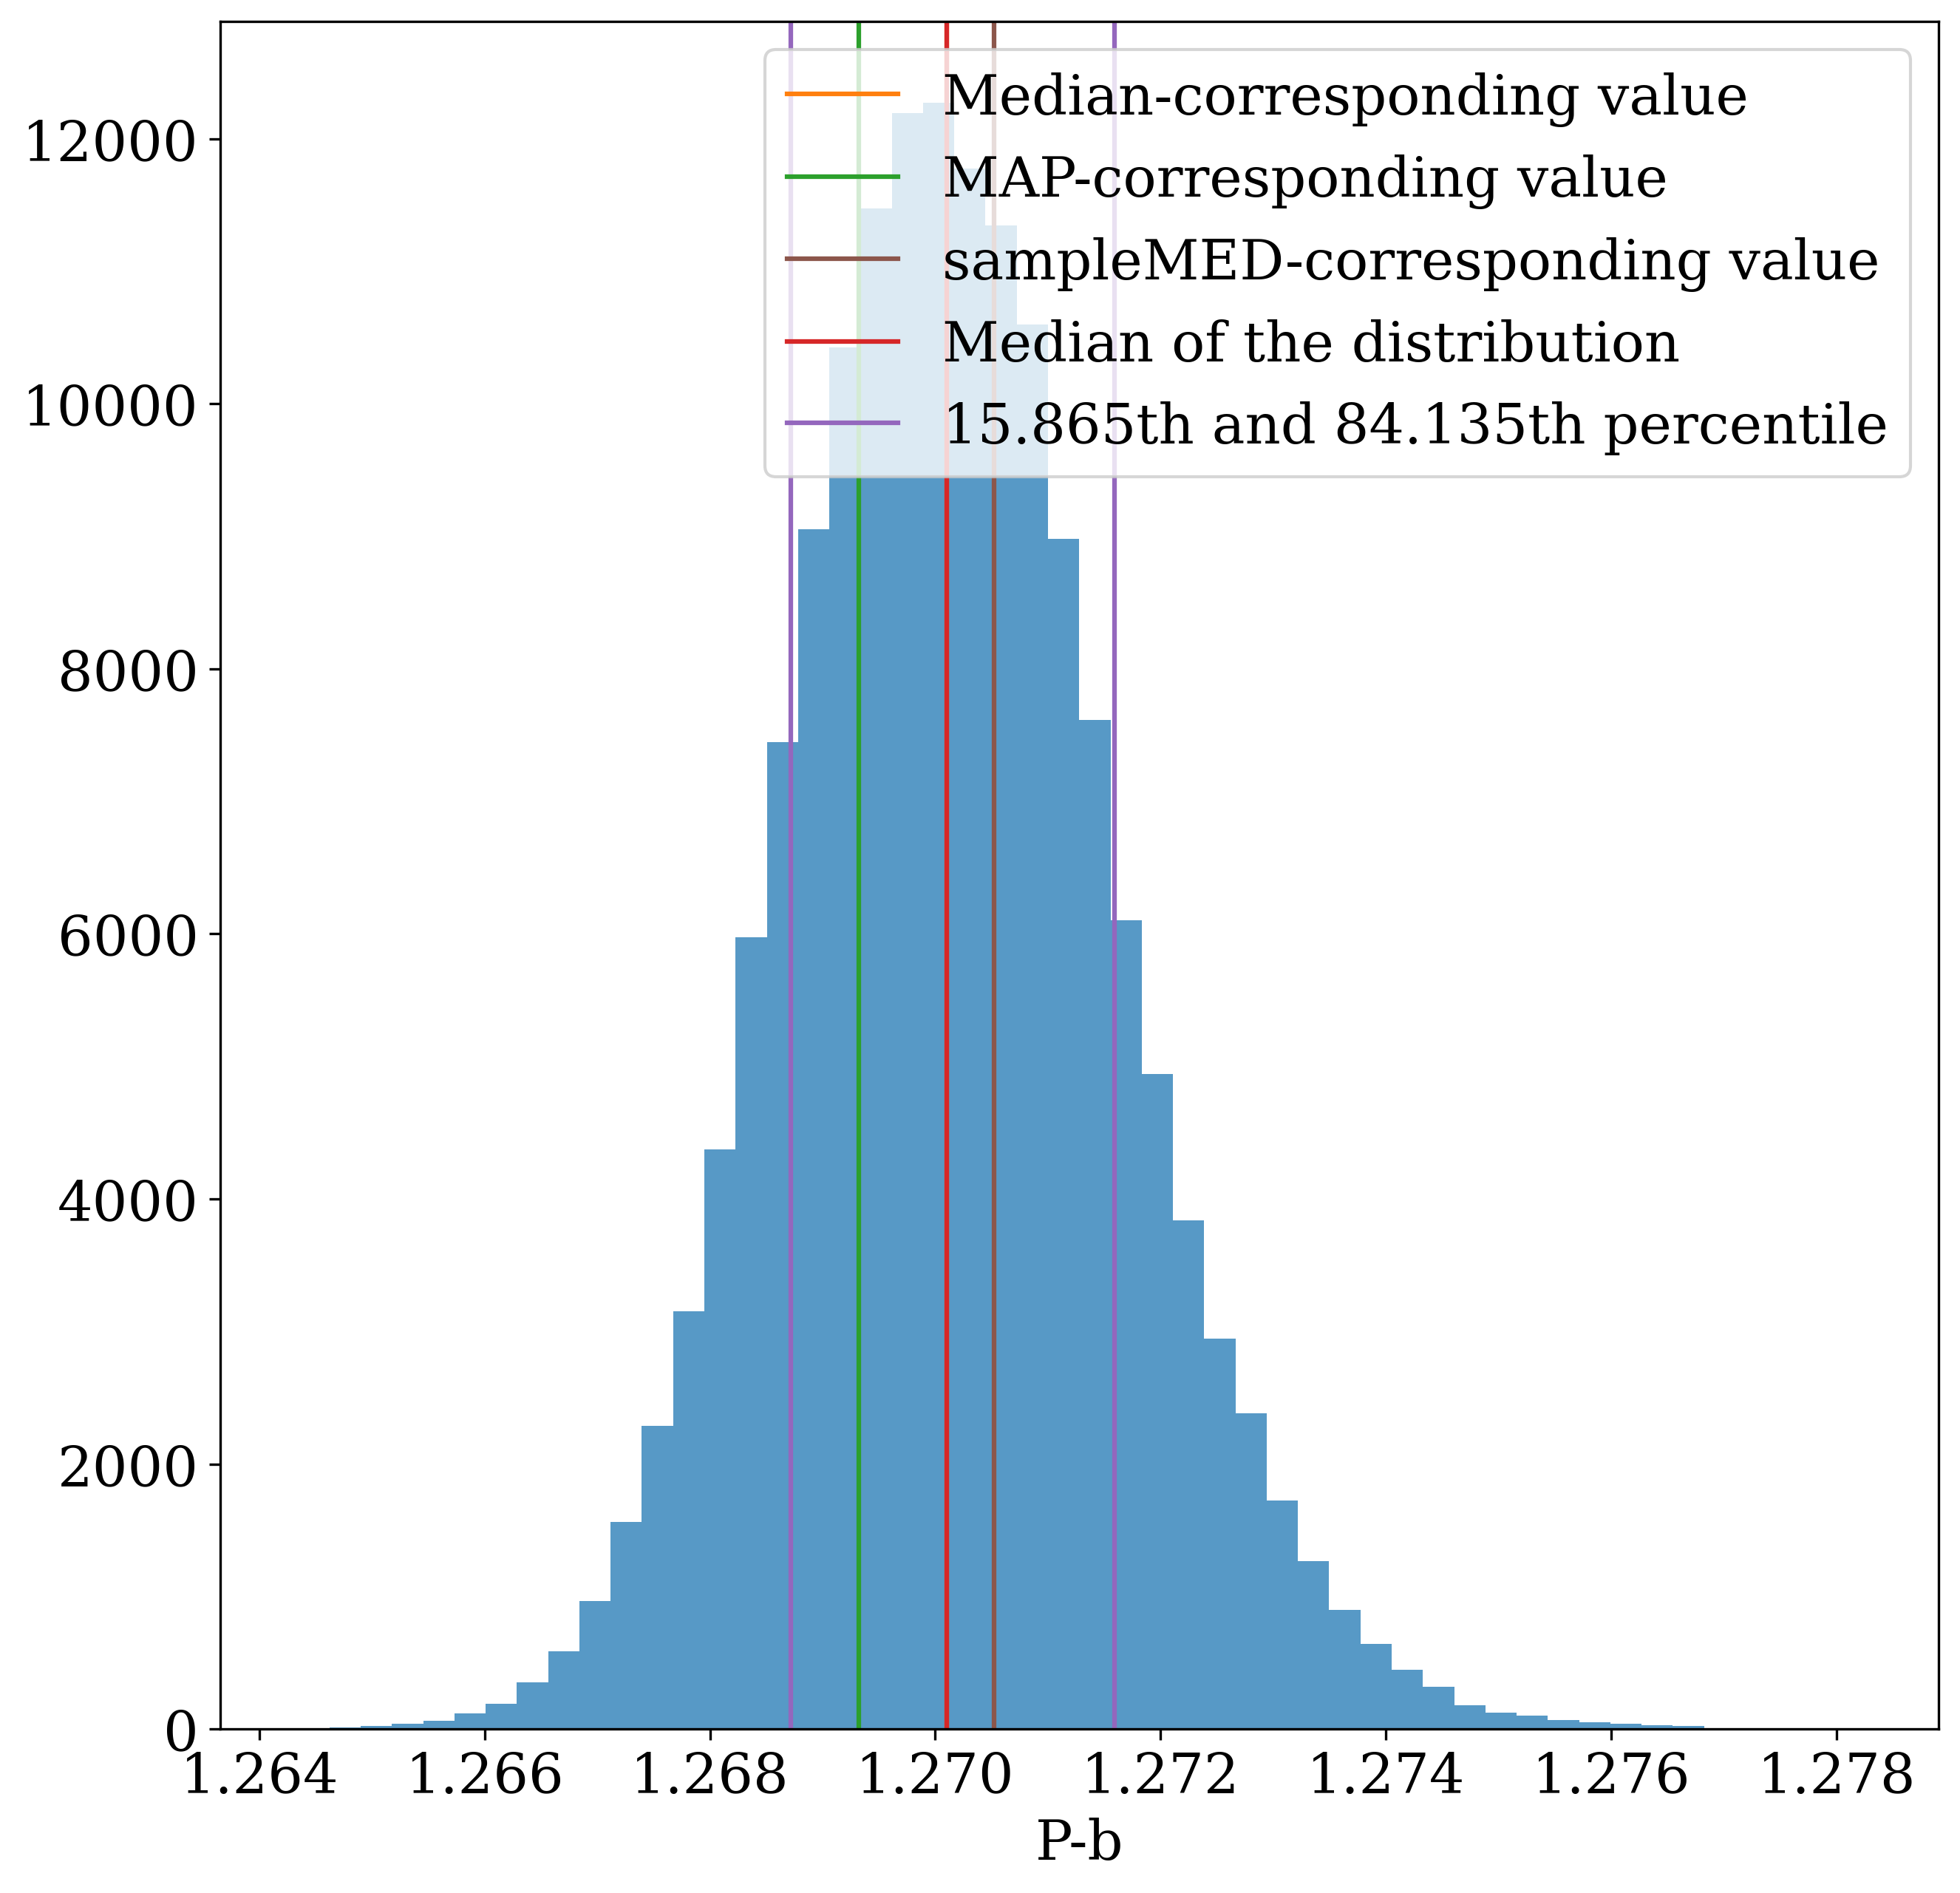 Median-corresponding value
MAP-corresponding value
sampleMED-corresponding value
Median of the distribution
15.865th and 84.135th percentile
12000
10000
8000
6000
4000
2000
0
1.264 1.266 1.268 1.270 1.272 1.274 1.276 1.278
P-b